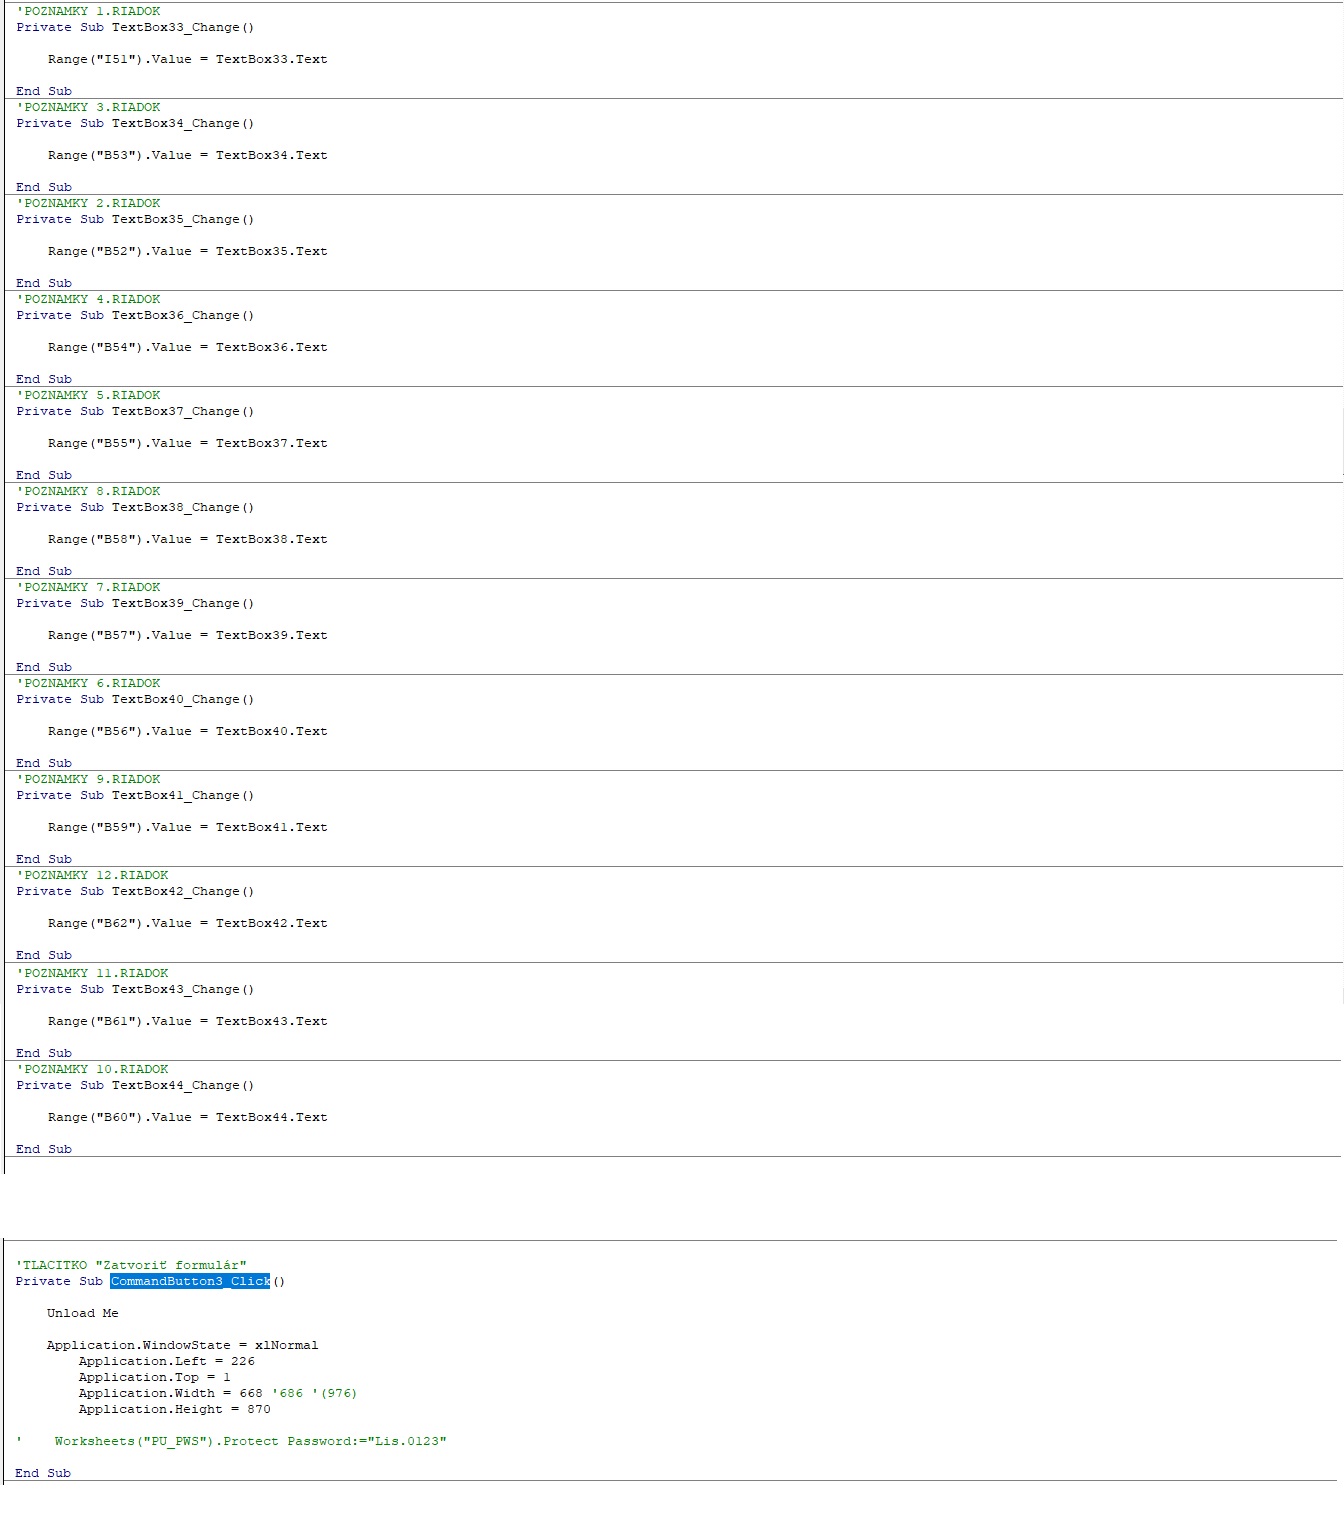 'POZNAMKY 1.RIADOK
Private Sub TextBox33_Change()
Range("I51").Value = TextBox33.Text
End Sub
'POZNAMKY 3.RIADOK
Private Sub TextBox34_Change()
Range("B53").Value = TextBox34.Text
End Sub
'POZNAMKY 2.RIADOK
Private Sub TextBox35_Change()
Range("B52").Value = TextBox35.Text
End Sub
'POZNAMKY 4.RIADOK
Private Sub TextBox36_Change()
Range("B54").Value = TextBox36.Text
End Sub
'POZNAMKY 5.RIADOK
Private Sub TextBox37_Change()
Range("B55").Value = TextBox37.Text
End Sub
'POZNAMKY 8.RIADOK
Private Sub TextBox38_Change()
Range("B58").Value = TextBox38.Text
End Sub
'POZNAMKY 7.RIADOK
Private Sub TextBox39_Change()
Range("B57").Value = TextBox39.Text
End Sub
'POZNAMKY 6.RIADOK
Private Sub TextBox40_Change()
Range("B56").Value = TextBox40.Text
End Sub
'POZNAMKY 9.RIADOK
Private Sub TextBox41_Change()
Range("B59").Value = TextBox41.Text
End Sub
'POZNAMKY 12.RIADOK
Private Sub TextBox42_Change()
Range("B62").Value = TextBox42.Text
End Sub
'POZNAMKY 11.RIADOK
Private Sub TextBox43_Change()
Range("B61").Value = TextBox43.Text
End Sub
'POZNAMKY 10.RIADOK
Private Sub TextBox44_Change()
Range("B60").Value = TextBox44.Text
End Sub
'TLACITKO "Zatvoriť formulár"
Private Sub CommandButton3_Click()
Unload Me
Application.WindowState = xlNormal
Application.Left = 226
Application.Top = 1
Application.Width = 668 '686 '(976)
Application.Height = 870
' Worksheets("PU_PWS").Protect Password:="Lis.0123"
End Sub